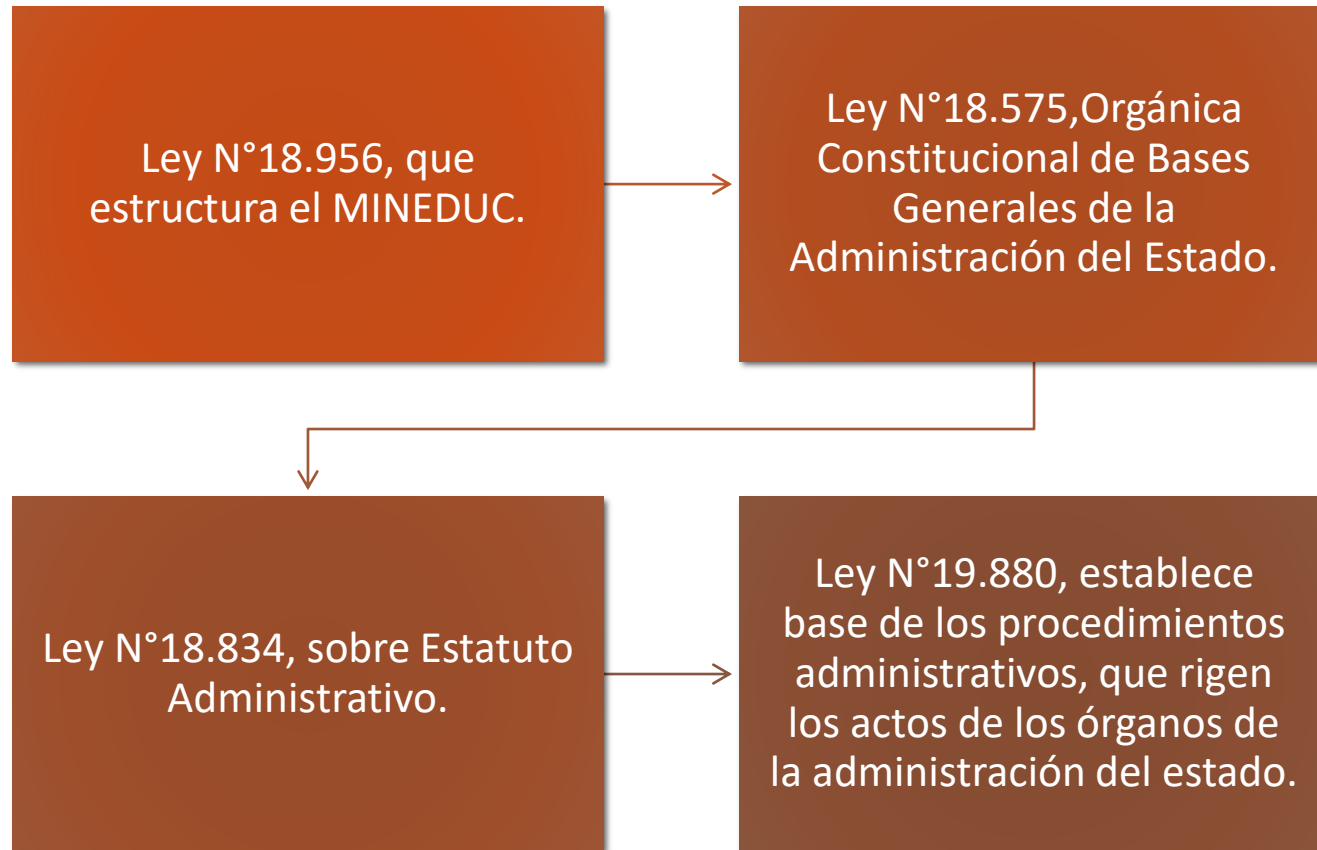 Ley N°18.956, que
estructura el MINEDUC.
Ley N°18.575,Orgánica
Constitucional de Bases
Generales de la
Administración del Estado.
Ley N°18.834, sobre Estatuto
Administrativo.
Ley N°19.880, establece
base de los procedimientos
administrativos, que rigen
los actos de los órganos de
la administración del estado.